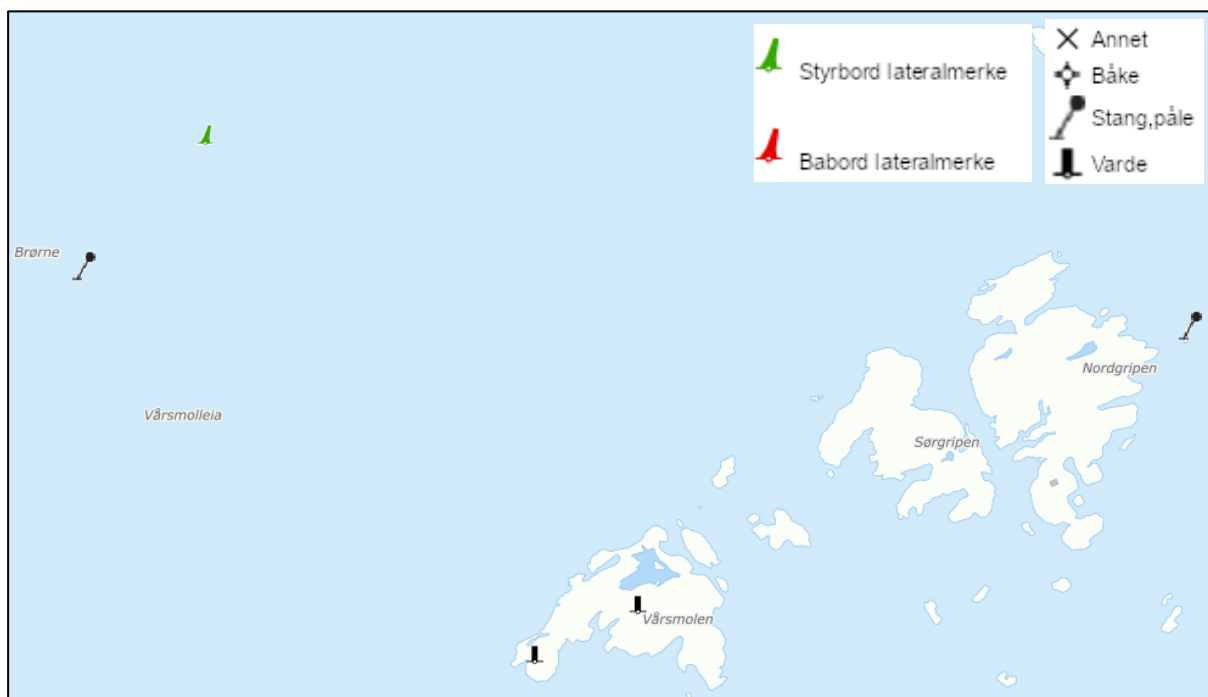 Annet
Styrbord lateralmerke
Båke
Stang,påle
Babord lateralmerke
Varde
Brørne
Nordgripen
Vårsmolleia
Sørgripen
Vårsmolen